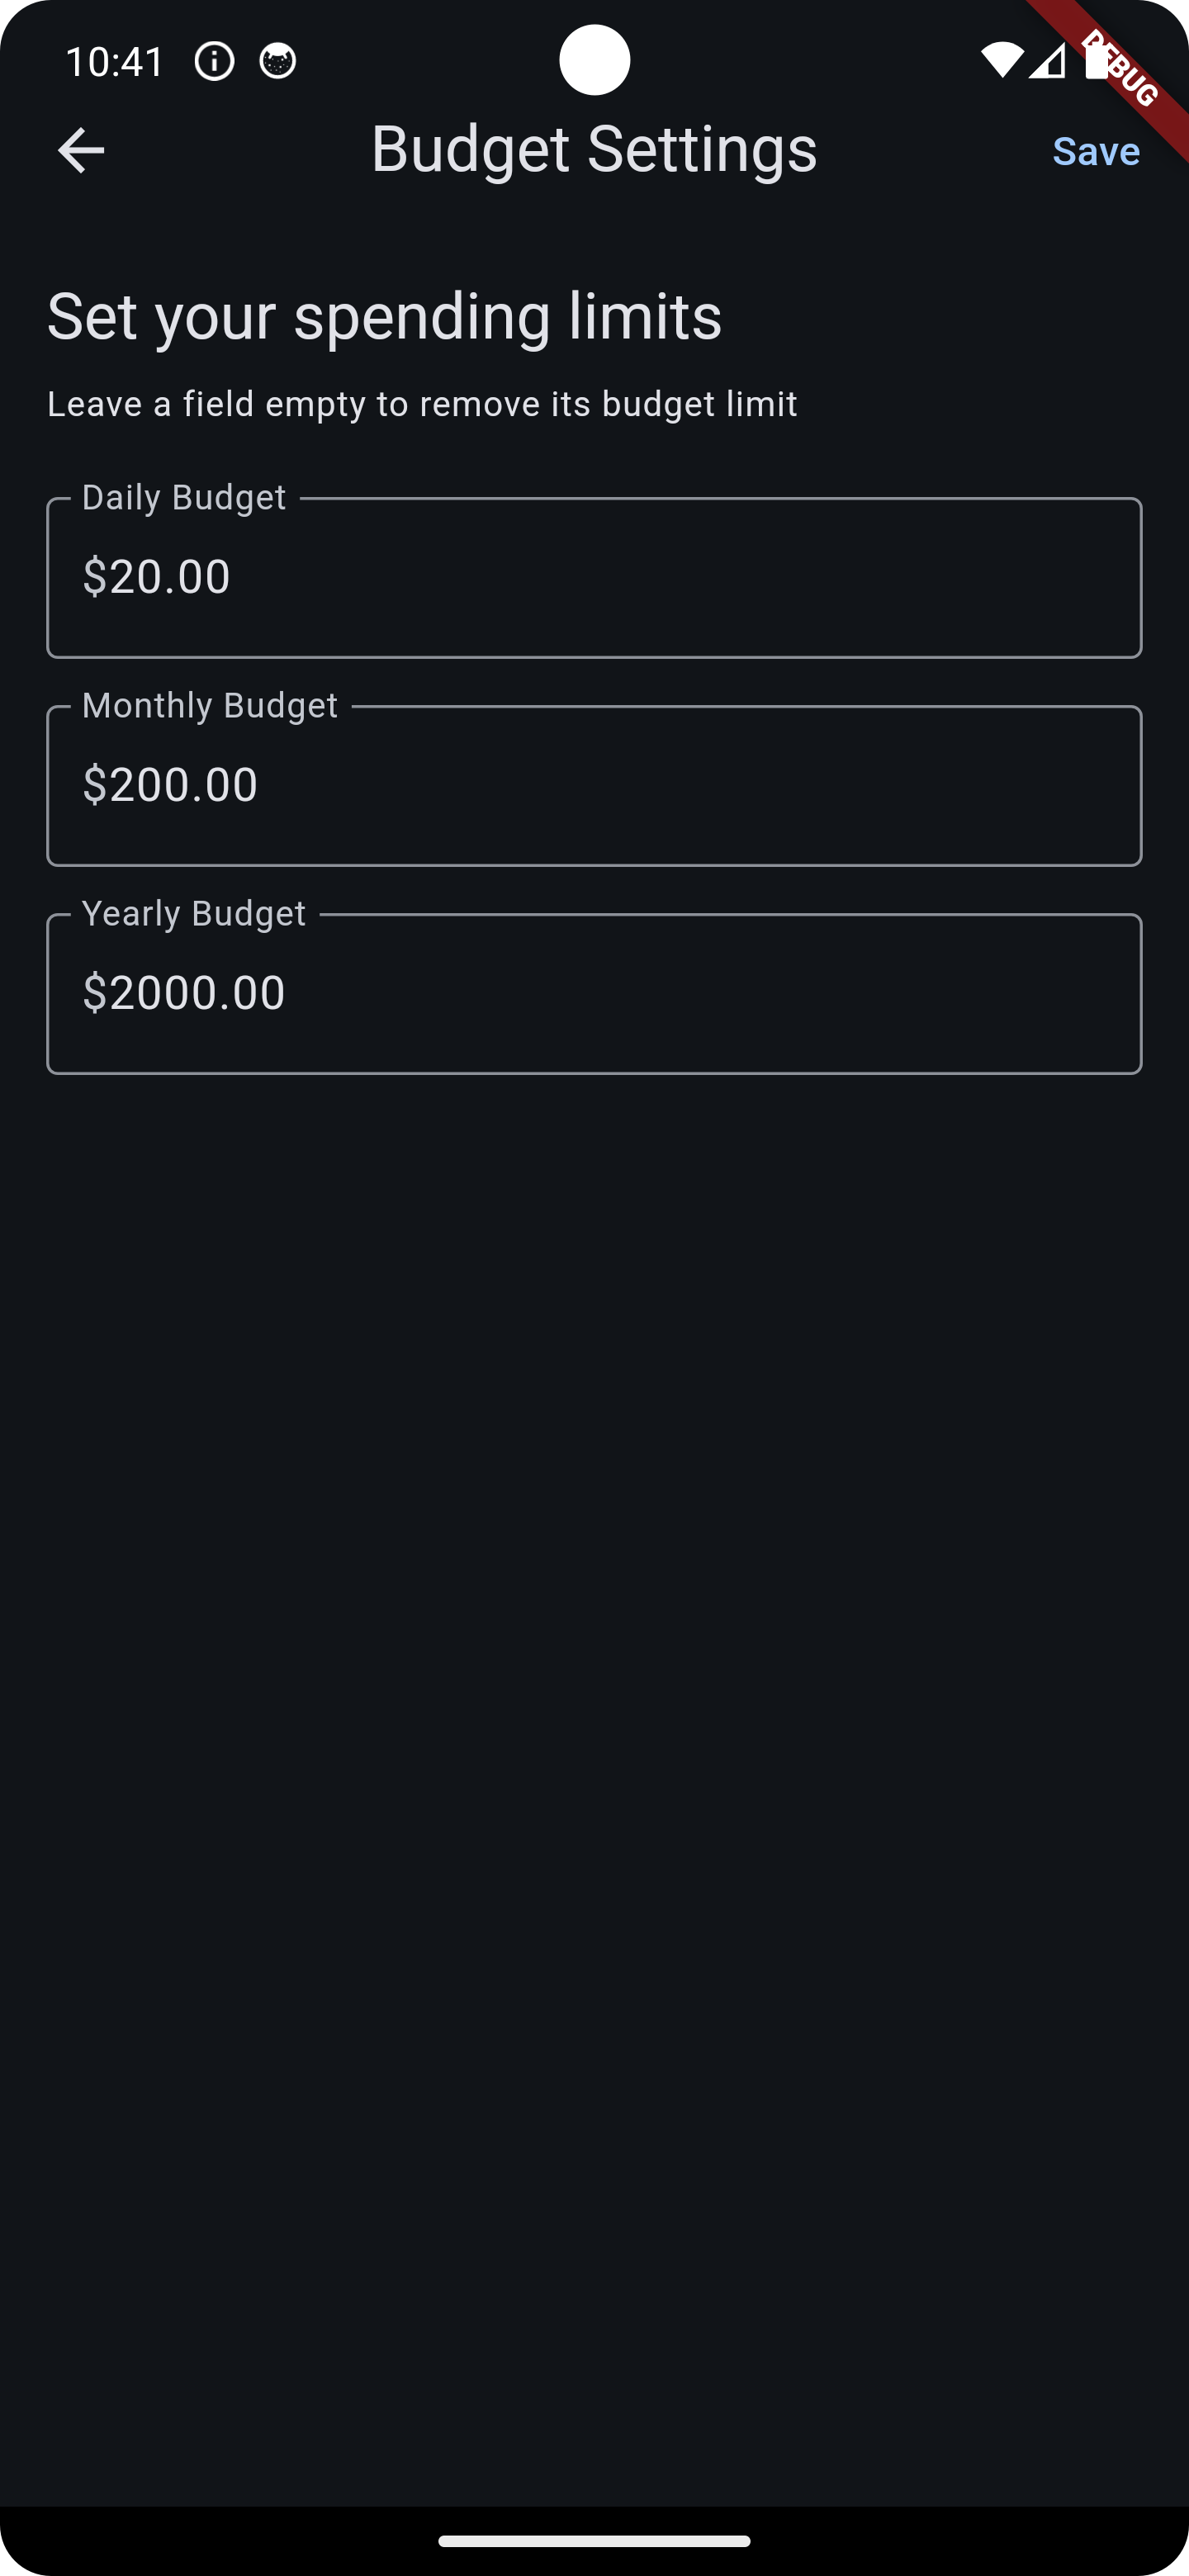 10:41
DEBUG
Budget Settings
Save
Set your spending limits
Leave a field empty to remove its budget limit
Daily Budget
$20.00
Monthly Budget
$200.00
Yearly Budget
$2000.00